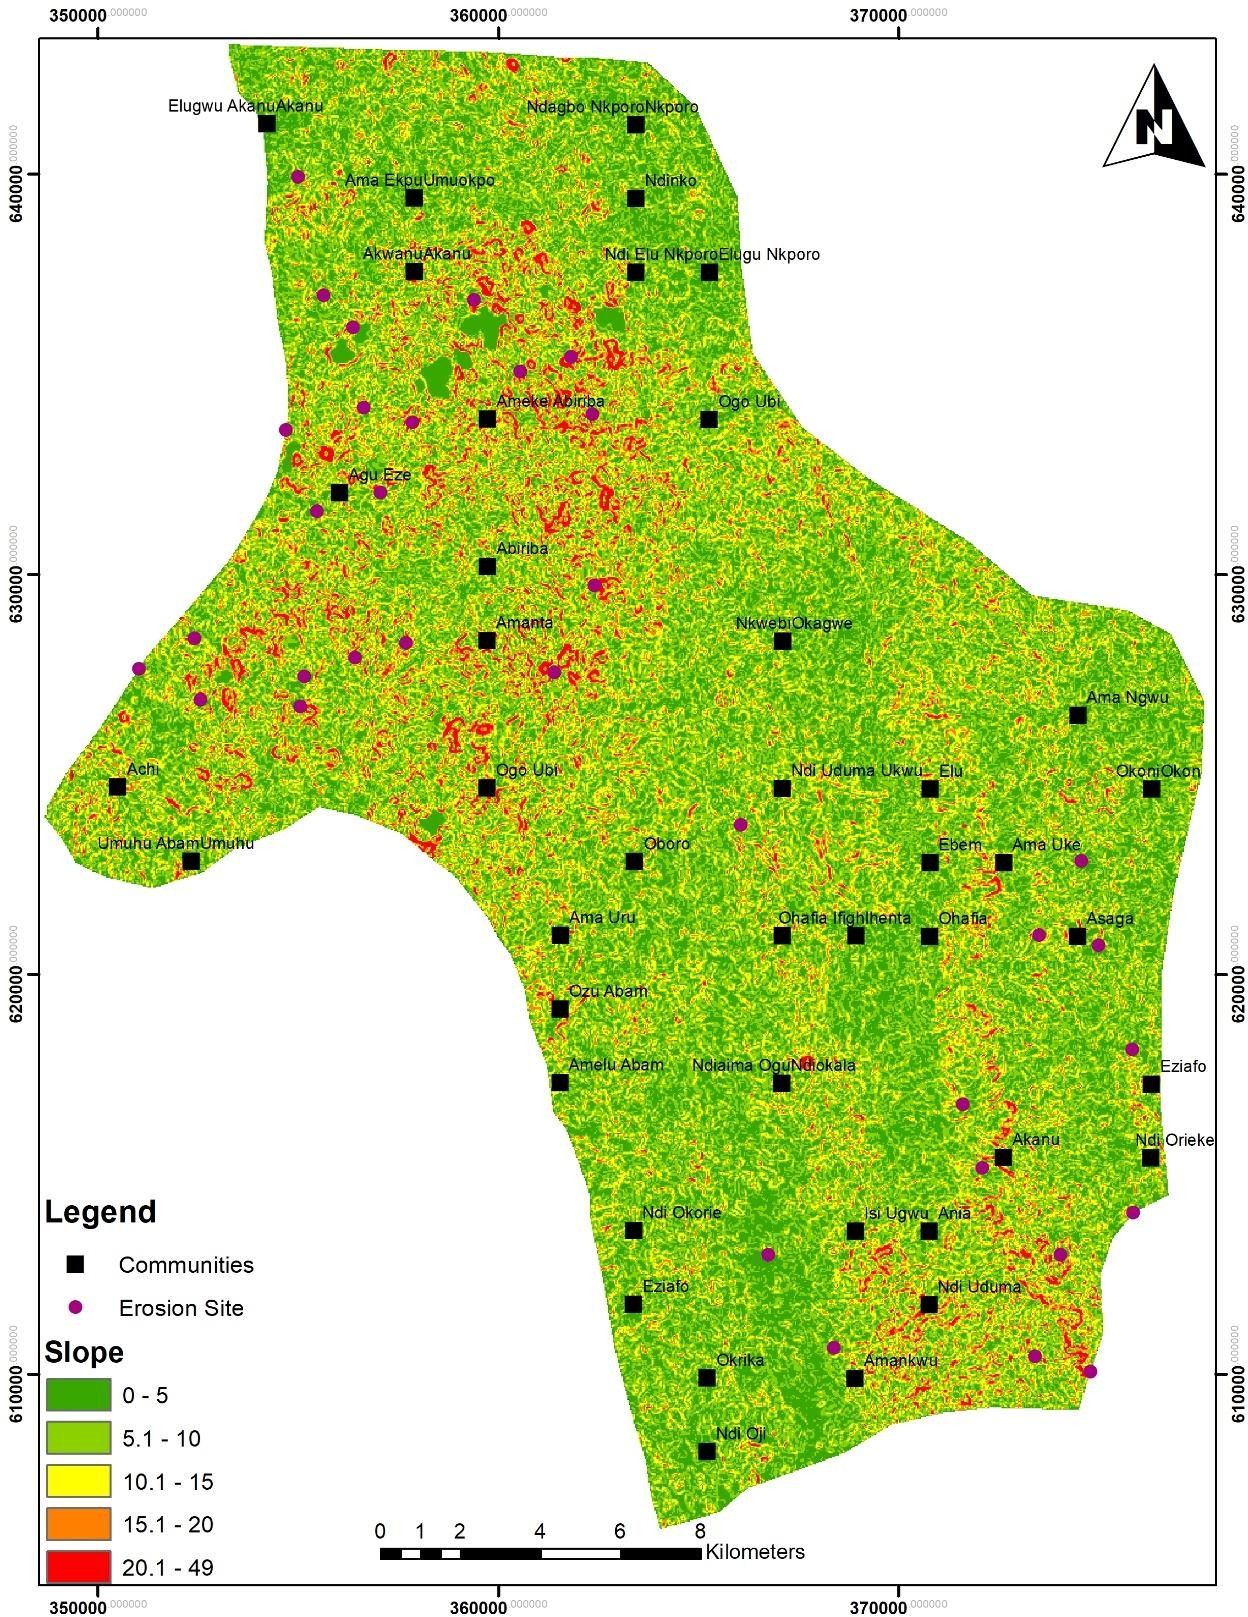 350000.000000 360000.000000 370000.000000
N
Elugwu AkanuAkanu
Ndagbo NkporoNkporo
640000.000000
640000.000000
Ama EkpuUmuokpo
Ndinko
AkwanuAkanu
Ndi Elu NkporoElugu Nkporo
Ameke Abiriba
Ogo Ubi
Agu Eze
Abiriba
630000.000000
630000.000000
Amanta
NkwebiOkagwe
Ama Ngwu
Achi
Ogo Ubi
Ndi Uduma Ukwu
Elu
OkoniOkon
Umuhu AbamUmuhu
Oboro
Ebem
Ama Uke
Ama Uru
Ohafia IfighIhenta
Ohafia
Asaga
620000.000000
620000.000000
Ozu Abam
Amelu Abam
Ndiaima OguNdiokala
Eziafo
Akanu
Ndi Orieke
Legend
Communities
Erosion Site
Ndi Okorie
Isi Ugwu
Ania
Eziafo
Ndi Uduma
610000.000000
610000.000000
Okrika
Amankwu
Ndi Oji
Slope
0 - 5
5.1 - 10
10.1 - 15
15.1 - 20
20.1 - 49
0 1 2 4 6 8
Kilometers
350000.000000 360000.000000 370000.000000